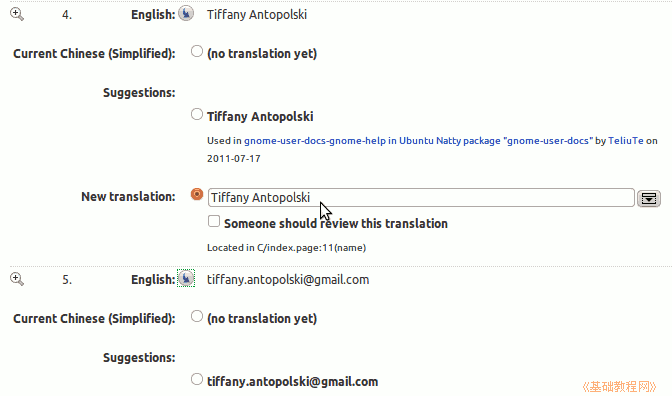 4. English: Tiffany Antopolski
Current Chinese (Simplified): (no translation yet)
Suggestions:
Tiffany Antopolski
Used in gnome-user-docs-gnome-help in Ubuntu Natty package "gnome-user-docs" by TeliuTe on
2011-07-17
New translation: Tiffany Antopolski
Someone should review this translation
Located in C/index.page:11(name)
5. English: tiffany.antopolski@gmail.com
Current Chinese (Simplified): (no translation yet)
Suggestions:
tiffany.antopolski@gmail.com
《基础教程网》